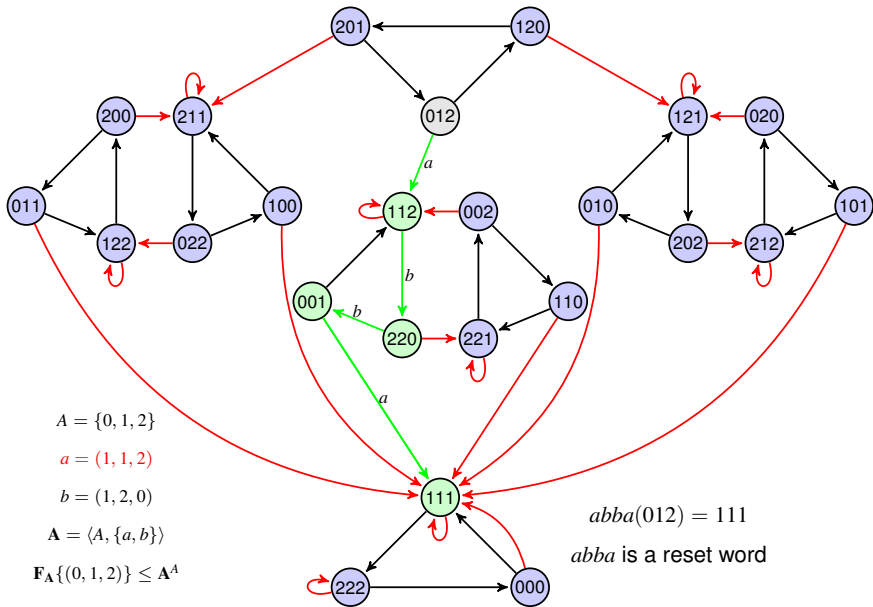 201 120
012
a
200 211 121 020
011 100 112 002 010 101
122 022 202 212
b
001 110
b
220 221
a
A = {0, 1, 2}
a = (1, 1, 2)
b = (1, 2, 0)
𝐀 = ⟨A, {a, b}⟩
𝐅_𝐀{(0, 1, 2)} ≤ 𝐀^A
111
abba(012) = 111
abba is a reset word
222 000